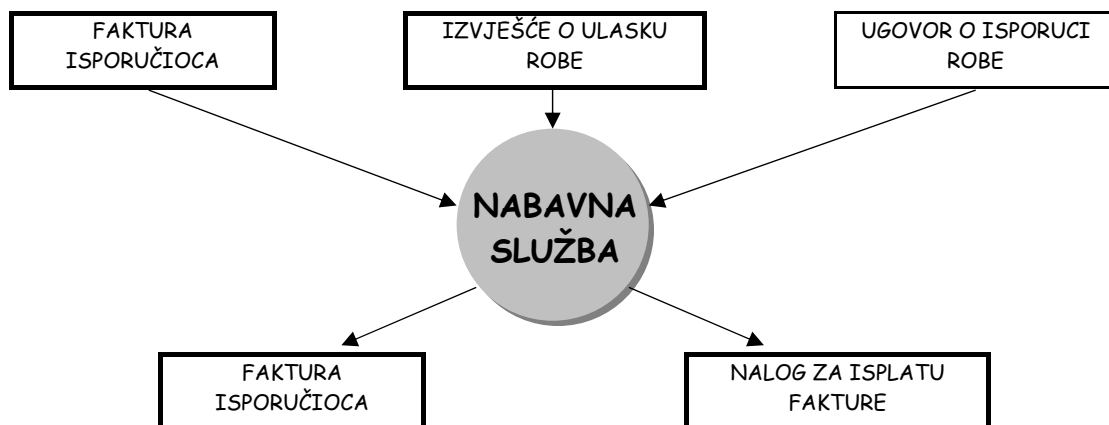 FAKTURA
ISPORUČIOCA
IZVJEŠĆE O ULASKU
ROBE
UGOVOR O ISPORUCI
ROBE
NABAVNA
SLUŽBA
FAKTURA
ISPORUČIOCA
NALOG ZA ISPLATU
FAKTURE